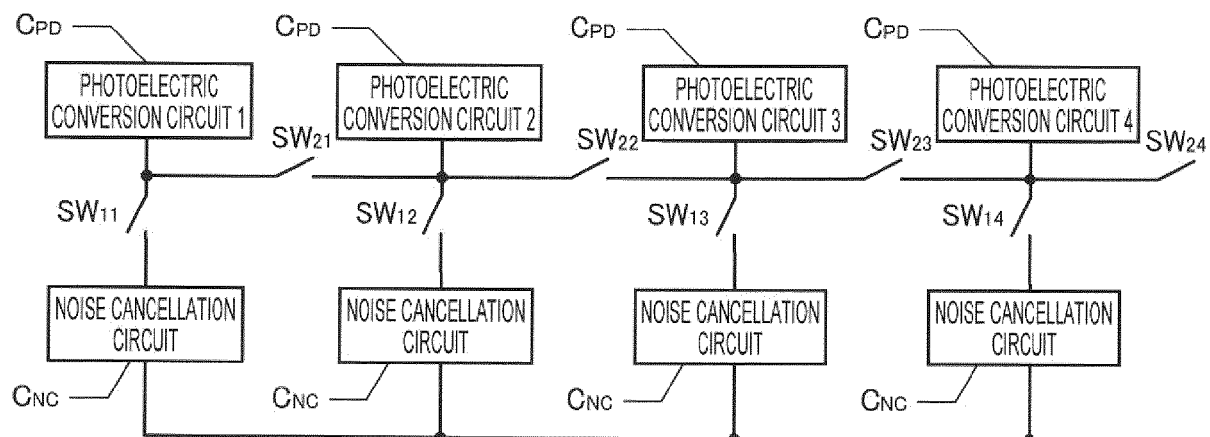 CPD CPD CPD CPD
PHOTOELECTRIC
CONVERSION CIRCUIT 1
PHOTOELECTRIC
CONVERSION CIRCUIT 2
PHOTOELECTRIC
CONVERSION CIRCUIT 3
PHOTOELECTRIC
CONVERSION CIRCUIT 4
SW21 SW22 SW23 SW24
SW11 SW12 SW13 SW14
NOISE CANCELLATION
CIRCUIT
NOISE CANCELLATION
CIRCUIT
NOISE CANCELLATION
CIRCUIT
NOISE CANCELLATION
CIRCUIT
CNC CNC CNC CNC